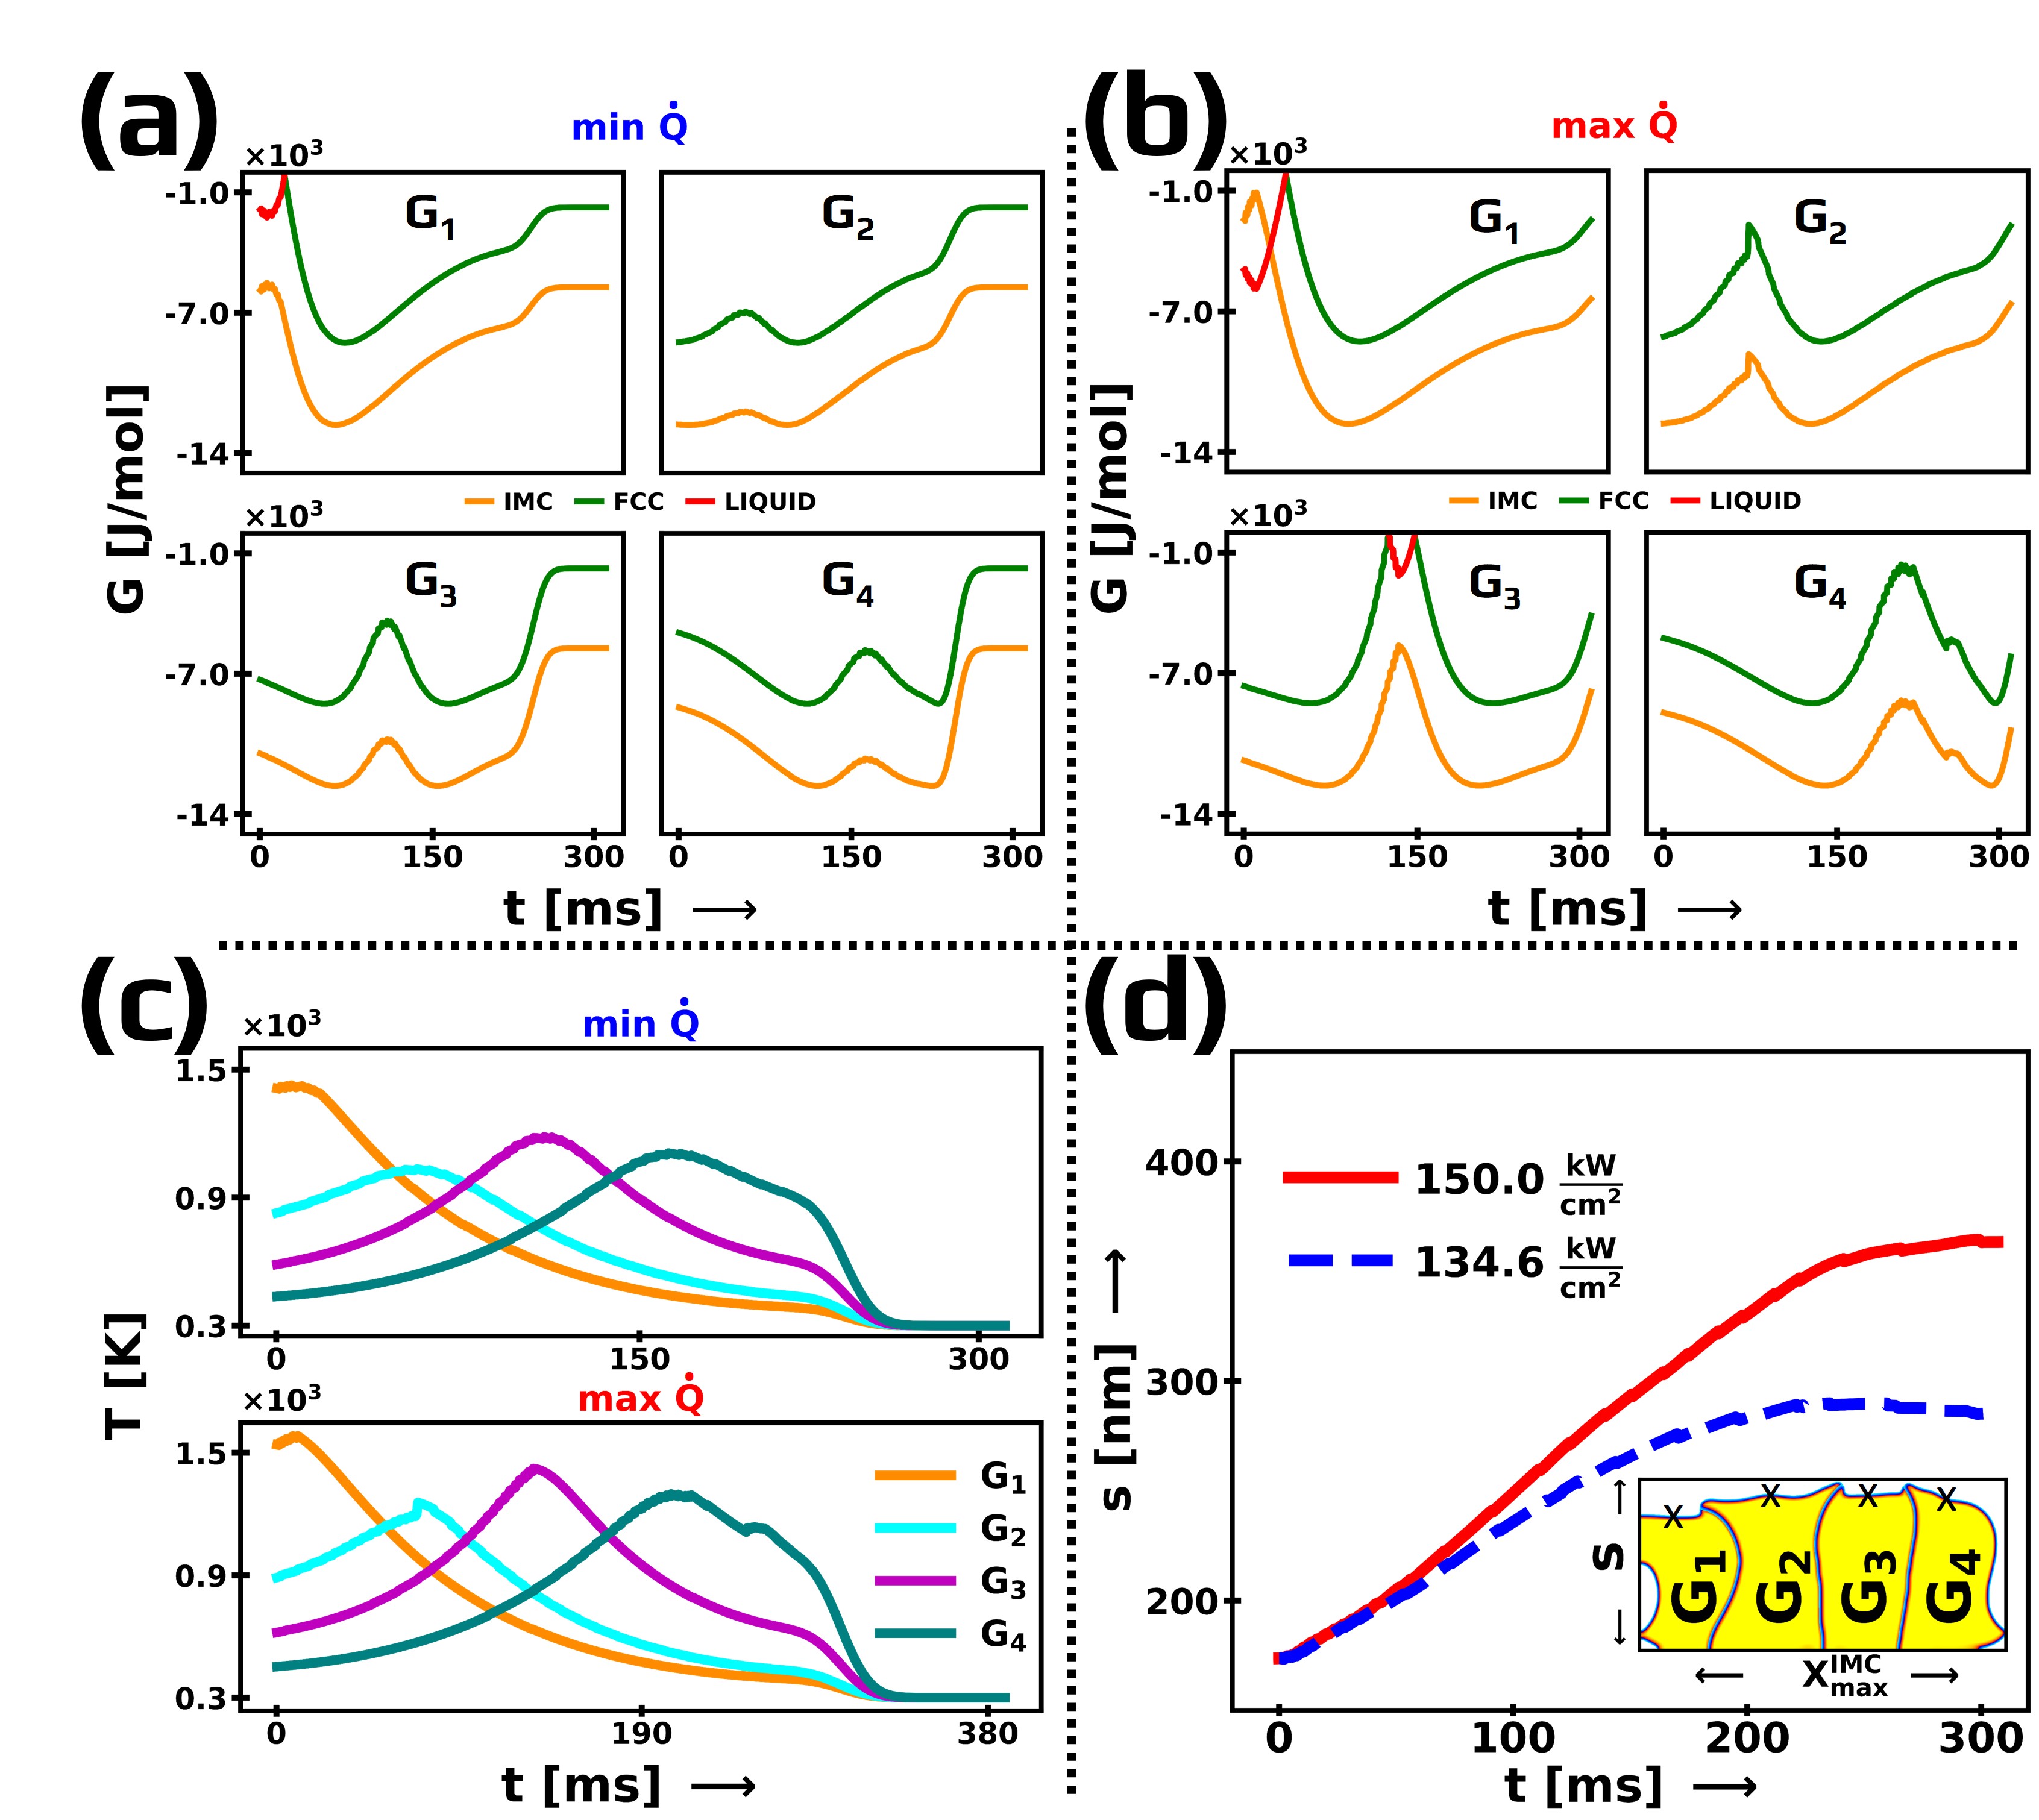 (a)
min Q̇
×10³
-1.0
-7.0
-14
G₁
G₂
IMC FCC LIQUID
×10³
-1.0
-7.0
-14
G₃
G₄
0 150 300
0 150 300
G [J/mol]
t [ms] ⟶
(b)
max Q̇
×10³
-1.0
-7.0
-14
G₁
G₂
IMC FCC LIQUID
×10³
-1.0
-7.0
-14
G₃
G₄
0 150 300
0 150 300
G [J/mol]
t [ms] ⟶
(c)
min Q̇
×10³
1.5
0.9
0.3
0 150 300
max Q̇
×10³
1.5
0.9
0.3
G₁
G₂
G₃
G₄
0 190 380
T [K]
t [ms] ⟶
(d)
400
300
200
150.0 kW/cm²
134.6 kW/cm²
X X X X
G1 G2 G3 G4
← S →
← X_max^IMC →
0 100 200 300
s [nm] ⟶
t [ms] ⟶